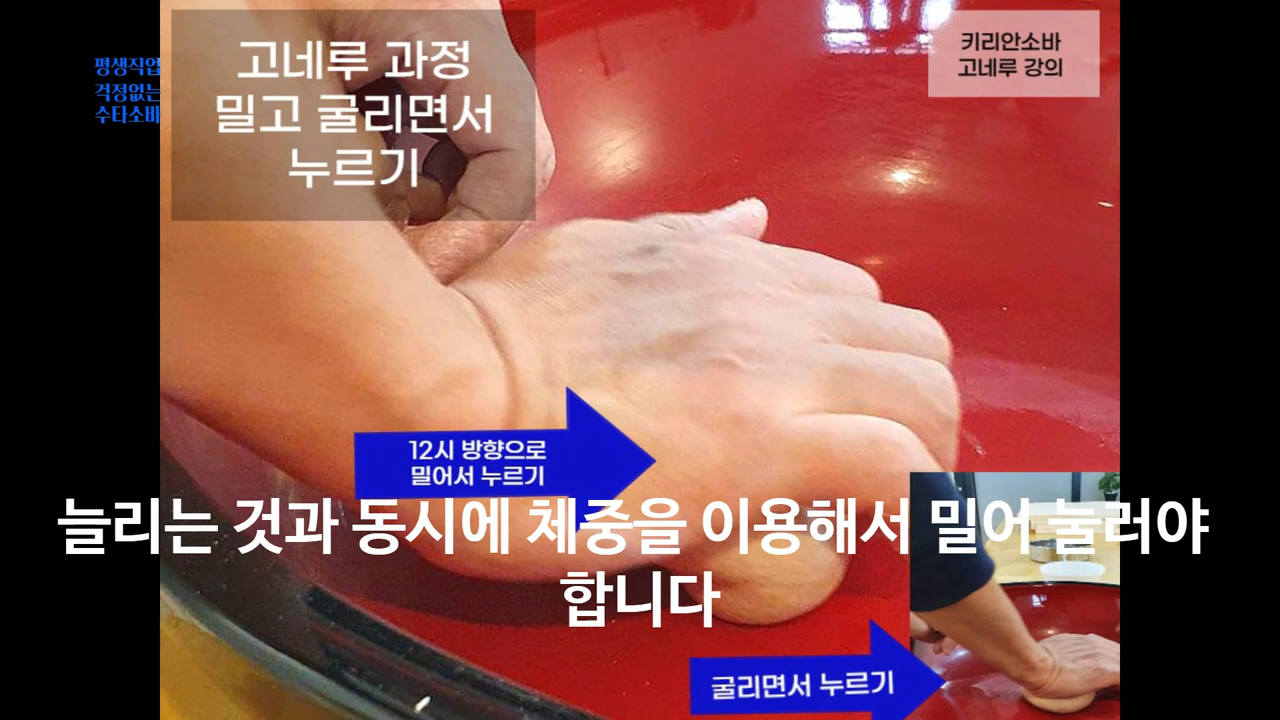 평생직업
걱정없는
수타소바
고네루 과정
밀고 굴리면서
누르기
키리안소바
고네루 강의
12시 방향으로
밀어서 누르기
늘리는 것과 동시에 체중을 이용해서 밀어 눌러야
합니다
굴리면서 누르기